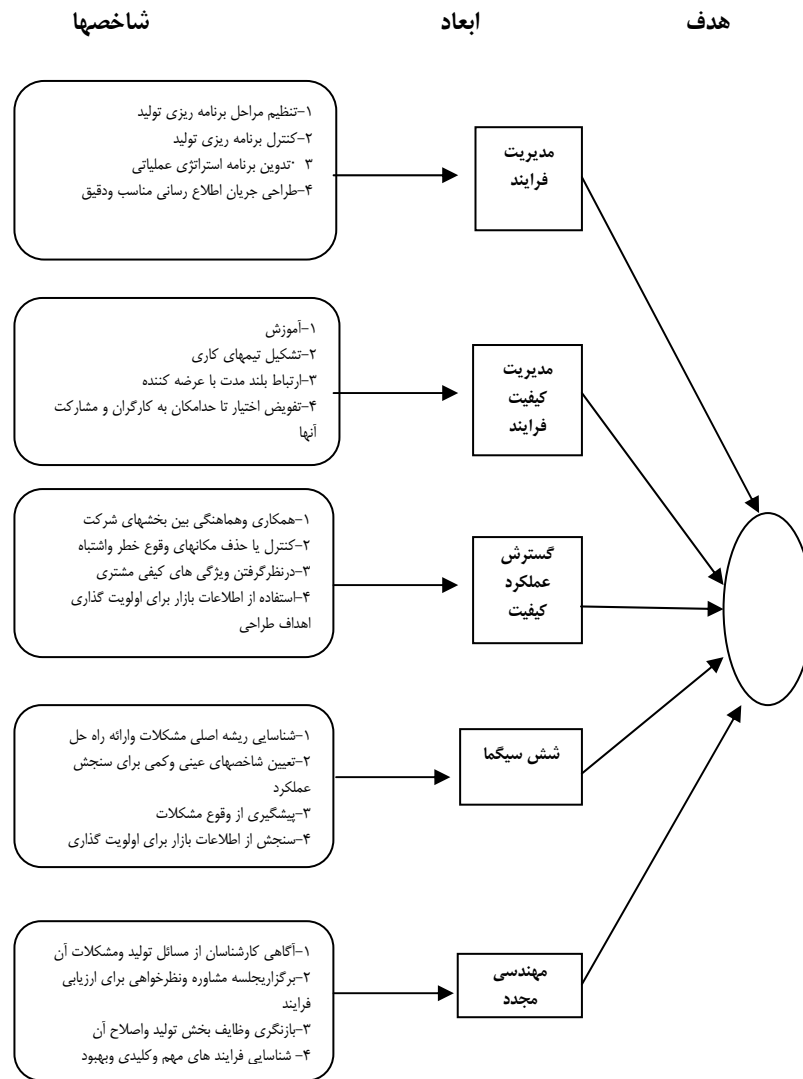 هدف
ابعاد
شاخصها
۱-تنظیم مراحل برنامه ریزی تولید
۲-کنترل برنامه ریزی تولید
۳ -تدوین برنامه استراتژی عملیاتی
۴-طراحی جریان اطلاع رسانی مناسب ودقیق
مدیریت
فرایند
۱-آموزش
۲-تشکیل تیمهای کاری
۳-ارتباط بلند مدت با عرضه کننده
۴-تفویض اختیار تا حدامکان به کارگران و مشارکت
آنها
مدیریت
کیفیت
فرایند
۱-همکاری وهماهنگی بین بخشهای شرکت
۲-کنترل یا حذف مکانهای وقوع خطر واشتباه
۳-درنظرگرفتن ویژگی های کیفی مشتری
۴-استفاده از اطلاعات بازار برای اولویت گذاری
اهداف طراحی
گسترش
عملکرد
کیفیت
۱-شناسایی ریشه اصلی مشکلات وارائه راه حل
۲-تعیین شاخصهای عینی وکمی برای سنجش
عملکرد
۳-پیشگیری از وقوع مشکلات
۴-سنجش از اطلاعات بازار برای اولویت گذاری
شش سیگما
۱-آگاهی کارشناسان از مسائل تولید ومشکلات آن
۲-برگزاریجلسه مشاوره ونظرخواهی برای ارزیابی
فرایند
۳-بازنگری وظایف بخش تولید واصلاح آن
۴- شناسایی فرایند های مهم وکلیدی وبهبود
مهندسی
مجدد